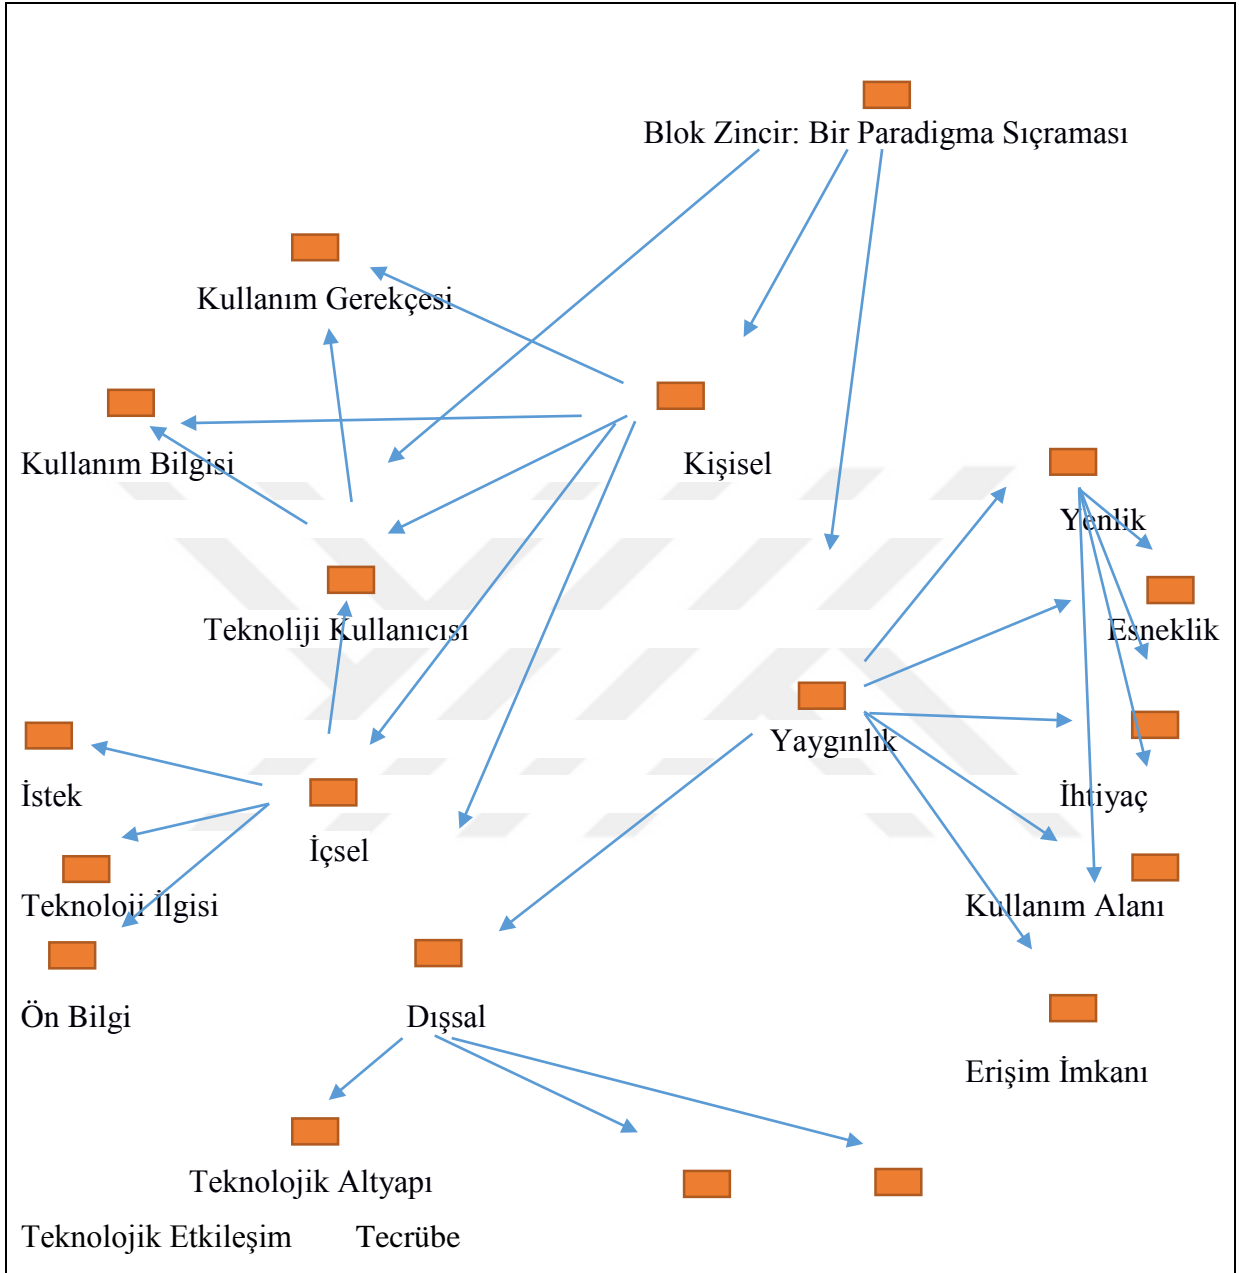 Blok Zincir: Bir Paradigma Sıçraması
Kullanım Gerekçesi
Kullanım Bilgisi
Kişisel
Yenlik
Teknoliji Kullanıcısı
Esneklik
Yaygınlık
İstek
İhtiyaç
İçsel
Teknoloji İlgisi
Kullanım Alanı
Ön Bilgi
Dışsal
Erişim İmkanı
Teknolojik Altyapı
Teknolojik Etkileşim Tecrübe